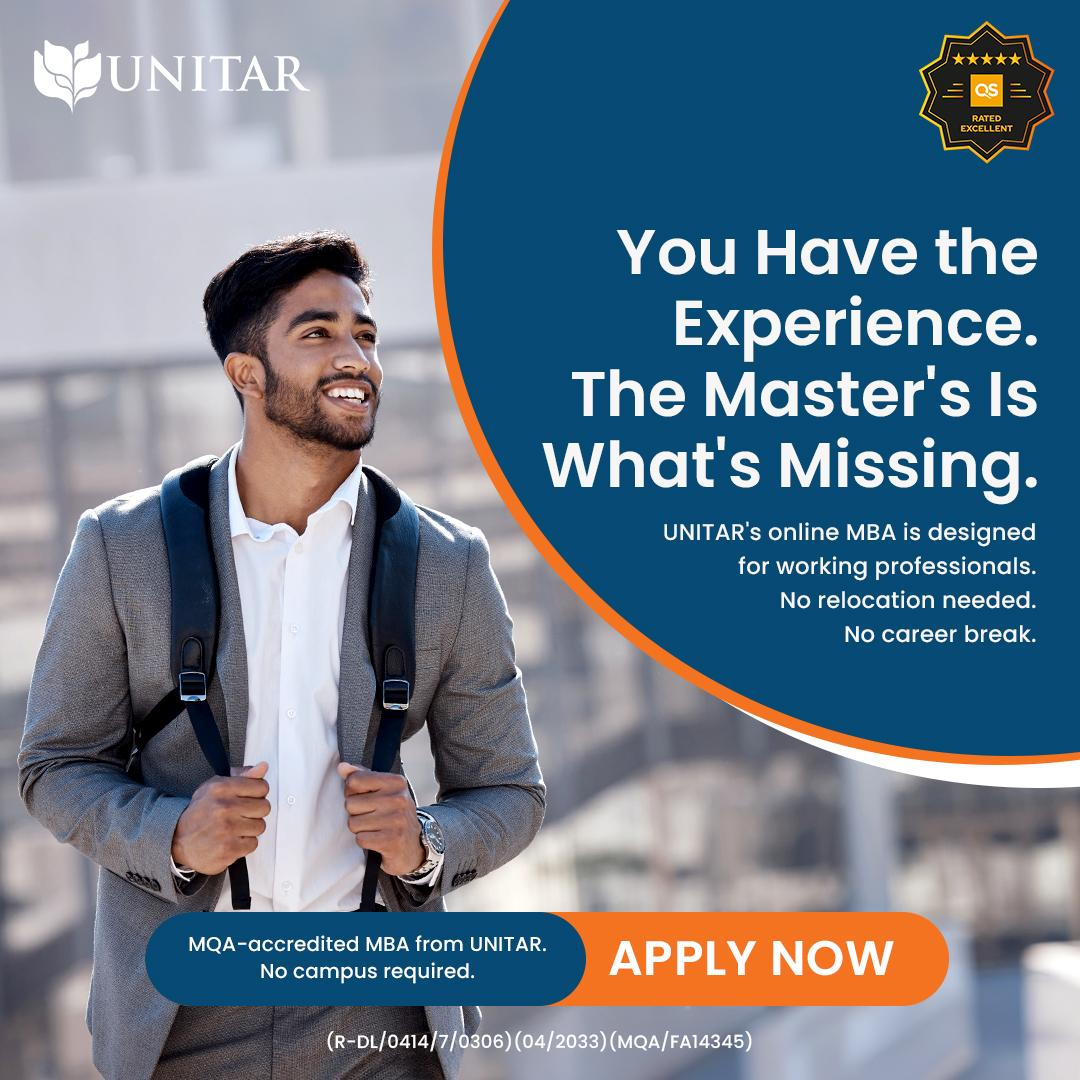 UNITAR
QS
RATED
EXCELLENT
You Have the
Experience.
The Master's Is
What's Missing.
UNITAR's online MBA is designed
for working professionals.
No relocation needed.
No career break.
MQA-accredited MBA from UNITAR.
No campus required.
APPLY NOW
(R-DL/0414/7/0306)(04/2033)(MQA/FA14345)